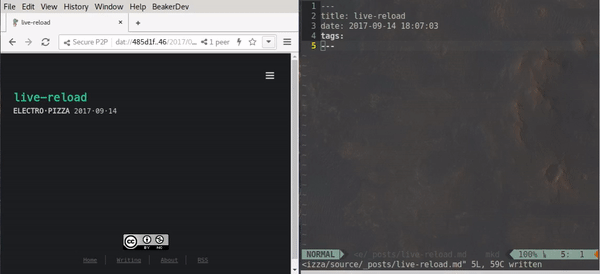 File Edit View History Window Help BeakerDev
live-reload × +
Secure P2P dat://485d1f..46/2017/0... 1 peer
live-reload
ELECTRO·PIZZA 2017·09·14
CC BY NC
Home Writing About RSS
1 ---
2 title: live-reload
3 date: 2017-09-14 18:07:03
4 tags:
5 ---
NORMAL posts/live-reload.md 100% 5: 1
<izza/source/_posts/live-reload.md" 5L, 59C written